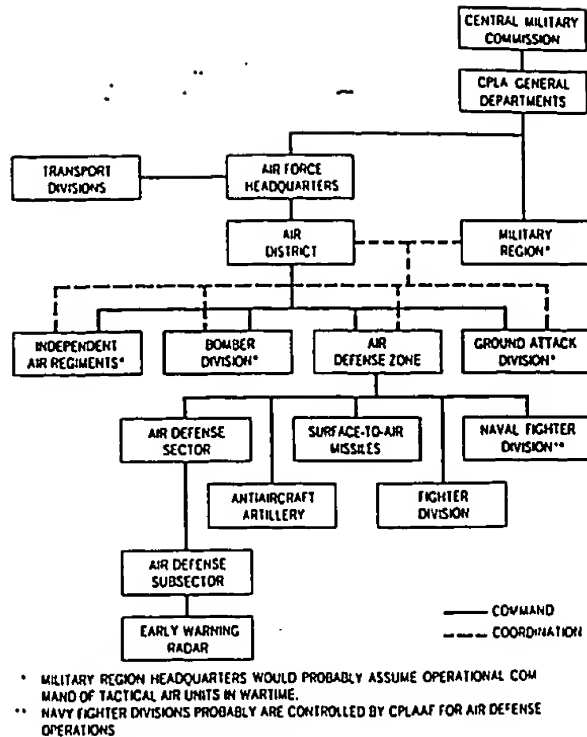 CENTRAL MILITARY
COMMISSION
CPLA GENERAL
DEPARTMENTS
TRANSPORT
DIVISIONS
AIR FORCE
HEADQUARTERS
AIR
DISTRICT
MILITARY
REGION*
INDEPENDENT
AIR REGIMENTS*
BOMBER
DIVISION*
AIR
DEFENSE ZONE
GROUND ATTACK
DIVISION*
AIR DEFENSE
SECTOR
SURFACE-TO-AIR
MISSILES
NAVAL FIGHTER
DIVISION**
ANTIAIRCRAFT
ARTILLERY
FIGHTER
DIVISION
AIR DEFENSE
SUBSECTOR
EARLY WARNING
RADAR
COMMAND
COORDINATION
* MILITARY REGION HEADQUARTERS WOULD PROBABLY ASSUME OPERATIONAL COM
MAND OF TACTICAL AIR UNITS IN WARTIME.
** NAVY FIGHTER DIVISIONS PROBABLY ARE CONTROLLED BY CPLAAF FOR AIR DEFENSE
OPERATIONS